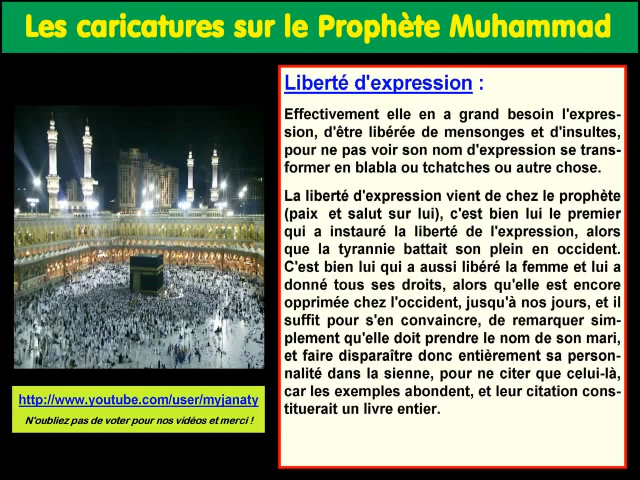 Les caricatures sur le Prophète Muhammad
Liberté d'expression :
Effectivement elle en a grand besoin l'expres-
sion, d'être libérée de mensonges et d'insultes,
pour ne pas voir son nom d'expression se trans-
former en blabla ou tchatches ou autre chose.
La liberté d'expression vient de chez le prophète
(paix et salut sur lui), c'est bien lui le premier
qui a instauré la liberté de l'expression, alors
que la tyrannie battait son plein en occident.
C'est bien lui qui a aussi libéré la femme et lui a
donné tous ses droits, alors qu'elle est encore
opprimée chez l'occident, jusqu'à nos jours, et il
suffit pour s'en convaincre, de remarquer sim-
plement qu'elle doit prendre le nom de son mari,
et faire disparaître donc entièrement sa person-
nalité dans la sienne, pour ne citer que celui-là,
car les exemples abondent, et leur citation cons-
tituerait un livre entier.
http://www.youtube.com/user/myjanaty
N'oubliez pas de voter pour nos vidéos et merci !